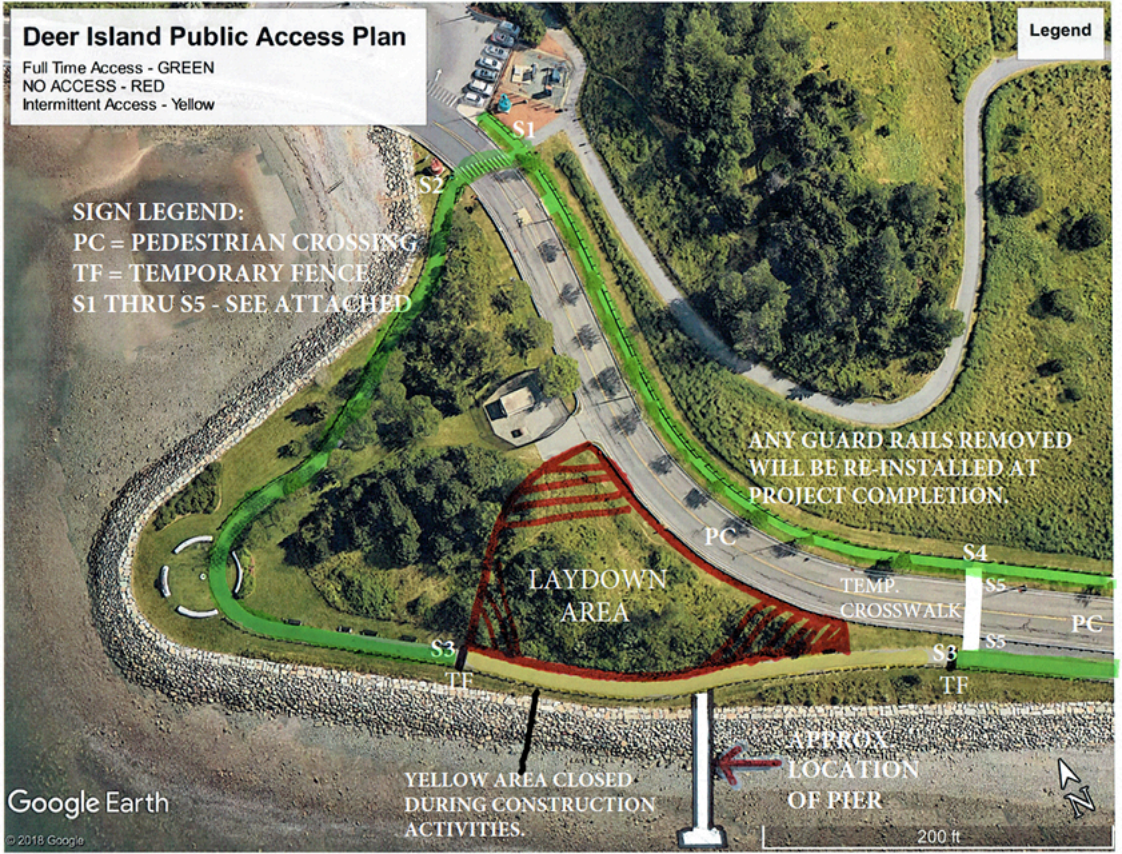 Deer Island Public Access Plan
Full Time Access - GREEN
NO ACCESS - RED
Intermittent Access - Yellow
Legend
S1
S2
SIGN LEGEND:
PC = PEDESTRIAN CROSSING
TF = TEMPORARY FENCE
S1 THRU S5 - SEE ATTACHED
ANY GUARD RAILS REMOVED
WILL BE RE-INSTALLED AT
PROJECT COMPLETION.
PC
S4
LAYDOWN
AREA
TEMP.
CROSSWALK
S5
PC
S5
S3
TF
S3
TF
YELLOW AREA CLOSED
DURING CONSTRUCTION
ACTIVITIES.
APPROX.
LOCATION
OF PIER
N
Google Earth
© 2018 Google
200 ft